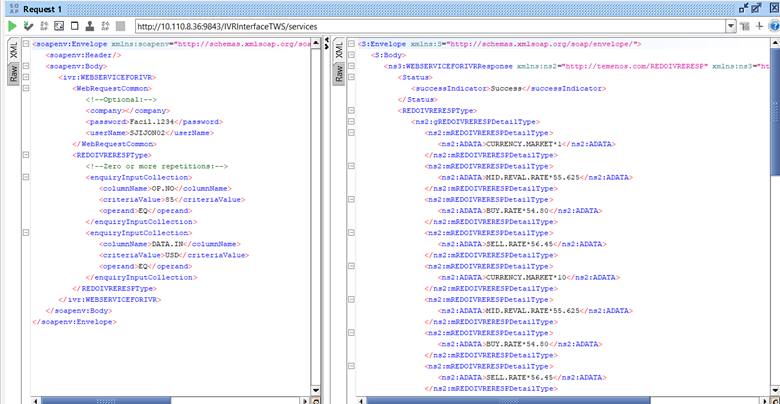 Request 1
http://10.110.8.36:9843/IVRInterfaceTWS/services
XML
Raw
<soapenv:Envelope xmlns:soapenv="http://schemas.xmlsoap.org/soa
<soapenv:Header/>
<soapenv:Body>
<ivr:WEBSERVICEFORIVR>
<WebRequestCommon>
<!--Optional:-->
<company></company>
<password>Facil.1234</password>
<userName>SJIJON02</userName>
</WebRequestCommon>
<REDOIVRERESPType>
<!--Zero or more repetitions:-->
<enquiryInputCollection>
<columnName>OP.NO</columnName>
<criteriaValue>85</criteriaValue>
<operand>EQ</operand>
</enquiryInputCollection>
<enquiryInputCollection>
<columnName>DATA.IN</columnName>
<criteriaValue>USD</criteriaValue>
<operand>EQ</operand>
</enquiryInputCollection>
</REDOIVRERESPType>
</ivr:WEBSERVICEFORIVR>
</soapenv:Body>
</soapenv:Envelope>
XML
Raw
<S:Envelope xmlns:S="http://schemas.xmlsoap.org/soap/envelope/">
<S:Body>
<ns3:WEBSERVICEFORIVRResponse xmlns:ns2="http://temenos.com/REDOIVRERESP" xmlns:ns3="ht
<Status>
<successIndicator>Success</successIndicator>
</Status>
<REDOIVRERESPType>
<ns2:gREDOIVRERESPDetailType>
<ns2:mREDOIVRERESPDetailType>
<ns2:ADATA>CURRENCY.MARKET*1</ns2:ADATA>
</ns2:mREDOIVRERESPDetailType>
<ns2:mREDOIVRERESPDetailType>
<ns2:ADATA>MID.REVAL.RATE*55.625</ns2:ADATA>
</ns2:mREDOIVRERESPDetailType>
<ns2:mREDOIVRERESPDetailType>
<ns2:ADATA>BUY.RATE*54.80</ns2:ADATA>
</ns2:mREDOIVRERESPDetailType>
<ns2:mREDOIVRERESPDetailType>
<ns2:ADATA>SELL.RATE*56.45</ns2:ADATA>
</ns2:mREDOIVRERESPDetailType>
<ns2:mREDOIVRERESPDetailType>
<ns2:ADATA>CURRENCY.MARKET*10</ns2:ADATA>
</ns2:mREDOIVRERESPDetailType>
<ns2:mREDOIVRERESPDetailType>
<ns2:ADATA>MID.REVAL.RATE*55.625</ns2:ADATA>
</ns2:mREDOIVRERESPDetailType>
<ns2:mREDOIVRERESPDetailType>
<ns2:ADATA>BUY.RATE*54.80</ns2:ADATA>
</ns2:mREDOIVRERESPDetailType>
<ns2:mREDOIVRERESPDetailType>
<ns2:ADATA>SELL.RATE*56.45</ns2:ADATA>
</ns2:mREDOIVRERESPDetailType>